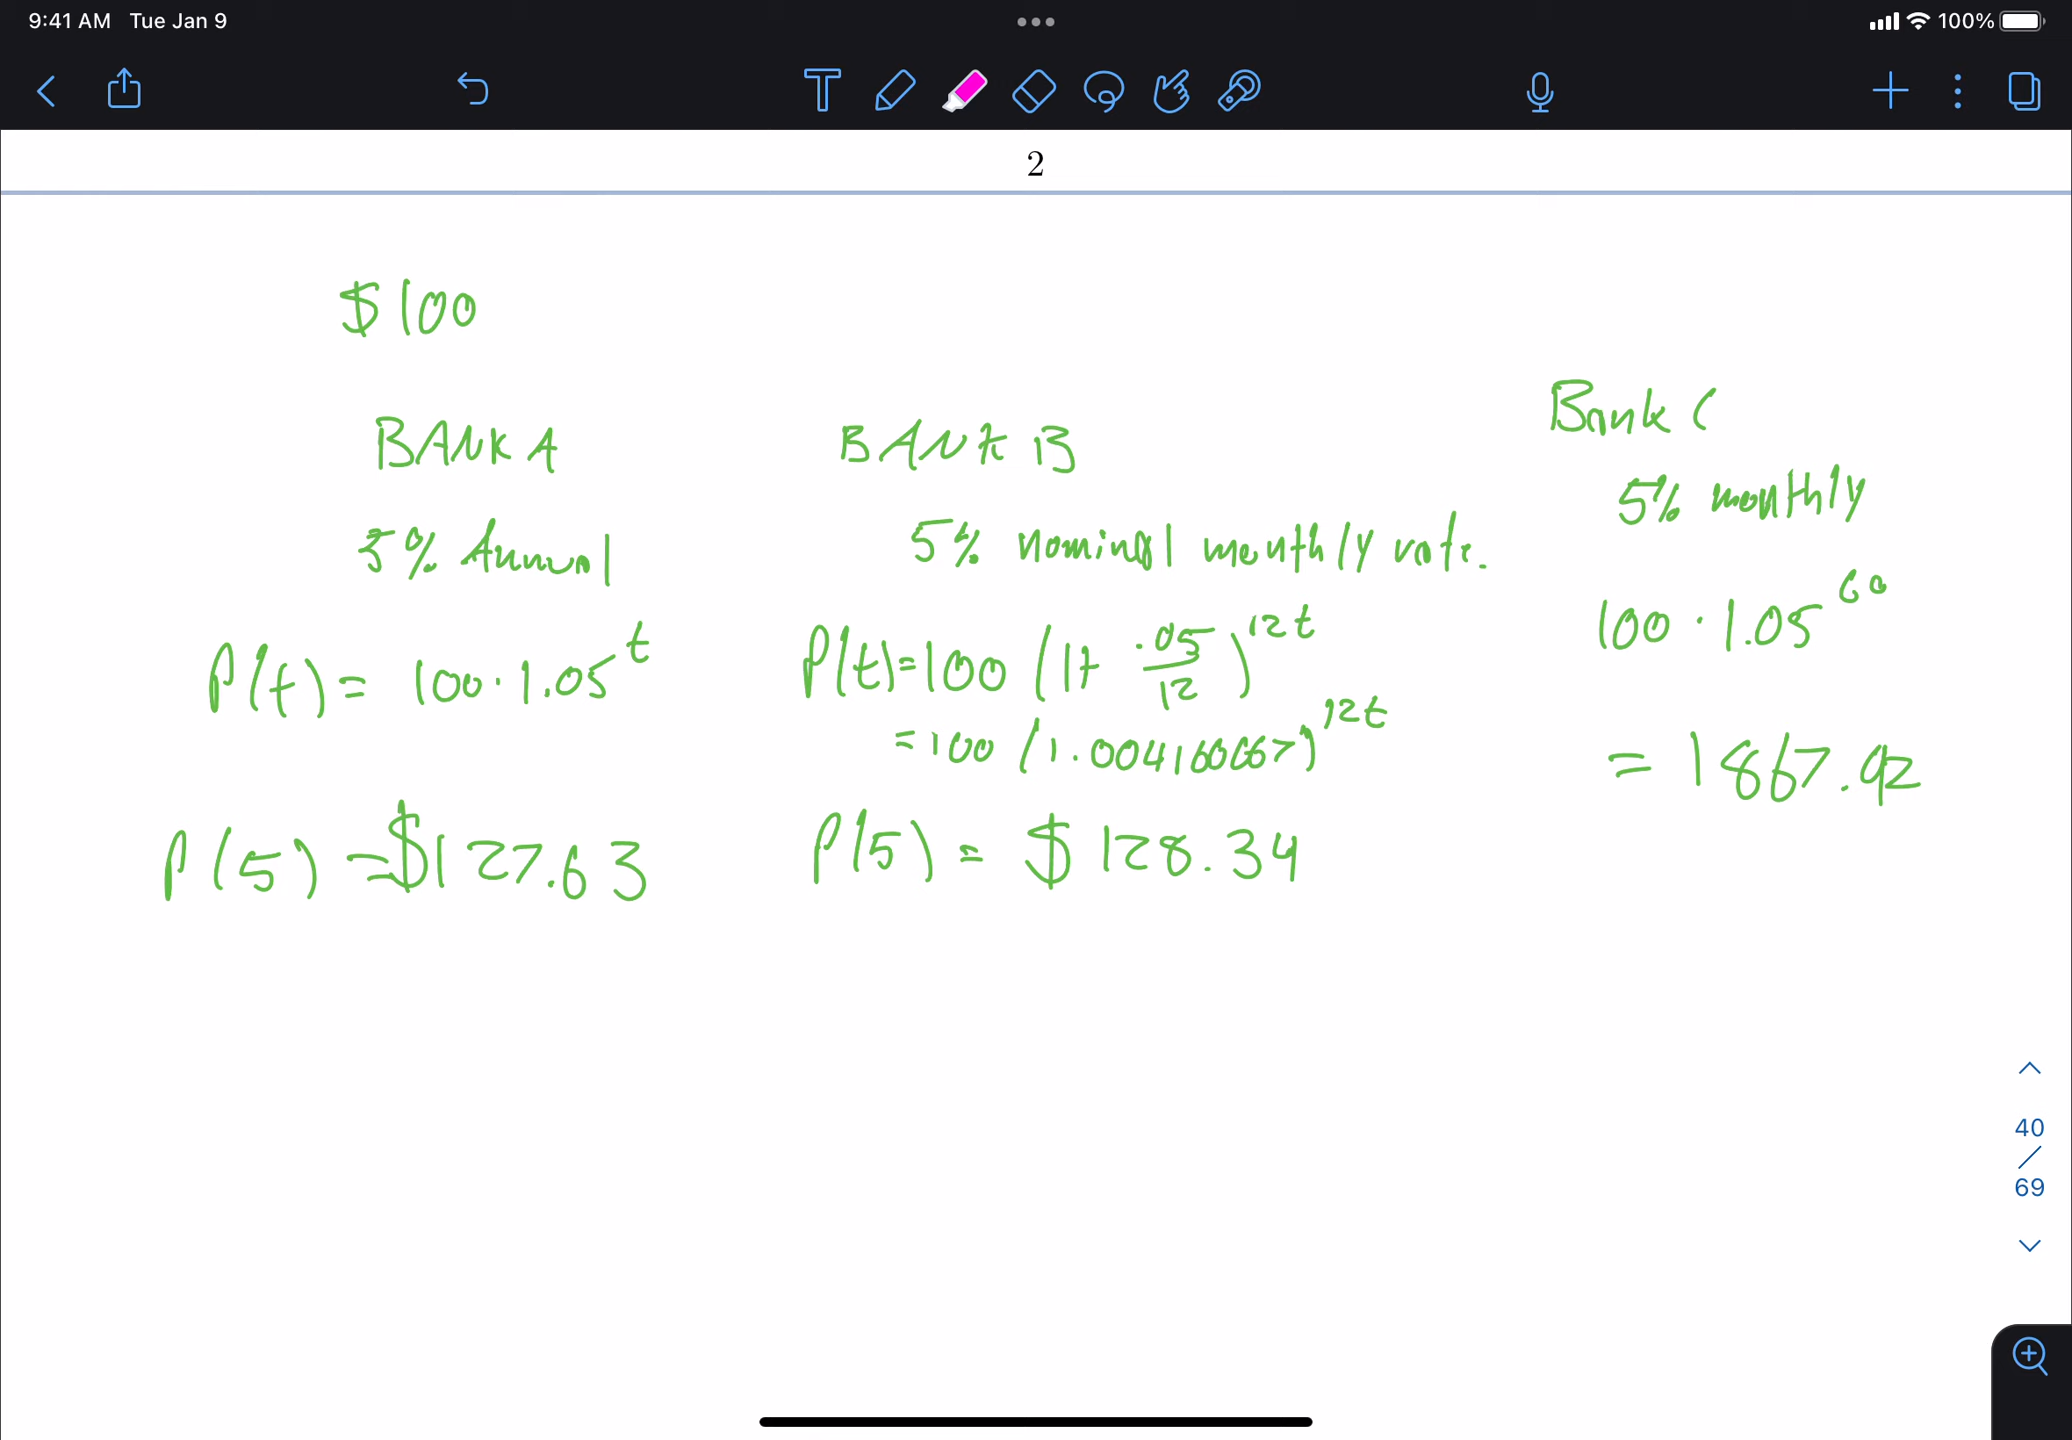 9:41 AM Tue Jan 9
100%
2
$100
BANK A
5% Annual
P(t) = 100·1.05^t
P(5) = $127.63
BANK B
5% nominal monthly rate.
P(t) = 100 (1+ .05/12)^12t
= 100 (1.004166667)^12t
P(5) = $128.34
Bank C
5% monthly
100 · 1.05^60
= 1867.92
40
/
69